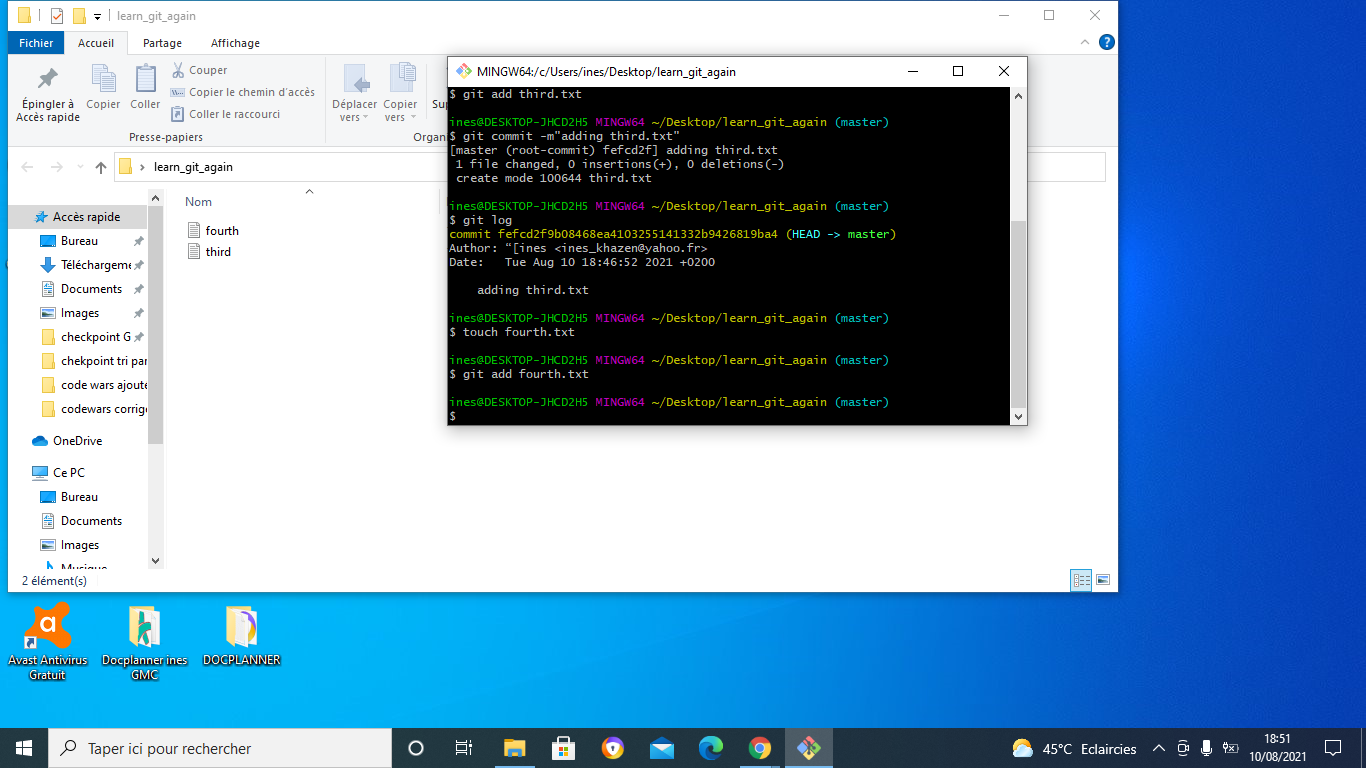 learn_git_again
Fichier
Accueil
Partage
Affichage
Épingler à
Accès rapide
Copier
Coller
Couper
Copier le chemin d'accès
Coller le raccourci
Presse-papiers
Déplacer
vers
Copier
vers
learn_git_again
Nom
fourth
third
Accès rapide
Bureau
Téléchargeme
Documents
Images
checkpoint G
chekpoint tri par
code wars ajoute
codewars corrige
OneDrive
Ce PC
Bureau
Documents
Images
Musique
2 élément(s)
MINGW64:/c/Users/ines/Desktop/learn_git_again
$ git add third.txt
ines@DESKTOP-JHCD2H5 MINGW64 ~/Desktop/learn_git_again (master)
$ git commit -m"adding third.txt"
[master (root-commit) fefcd2f] adding third.txt
1 file changed, 0 insertions(+), 0 deletions(-)
create mode 100644 third.txt
ines@DESKTOP-JHCD2H5 MINGW64 ~/Desktop/learn_git_again (master)
$ git log
commit fefcd2f9b08468ea4103255141332b9426819ba4 (HEAD -> master)
Author: “[ines <ines_khazen@yahoo.fr>
Date: Tue Aug 10 18:46:52 2021 +0200
adding third.txt
ines@DESKTOP-JHCD2H5 MINGW64 ~/Desktop/learn_git_again (master)
$ touch fourth.txt
ines@DESKTOP-JHCD2H5 MINGW64 ~/Desktop/learn_git_again (master)
$ git add fourth.txt
ines@DESKTOP-JHCD2H5 MINGW64 ~/Desktop/learn_git_again (master)
$
Avast Antivirus
Gratuit
Docplanner ines
GMC
DOCPLANNER
Taper ici pour rechercher
45°C Eclaircies
18:51
10/08/2021